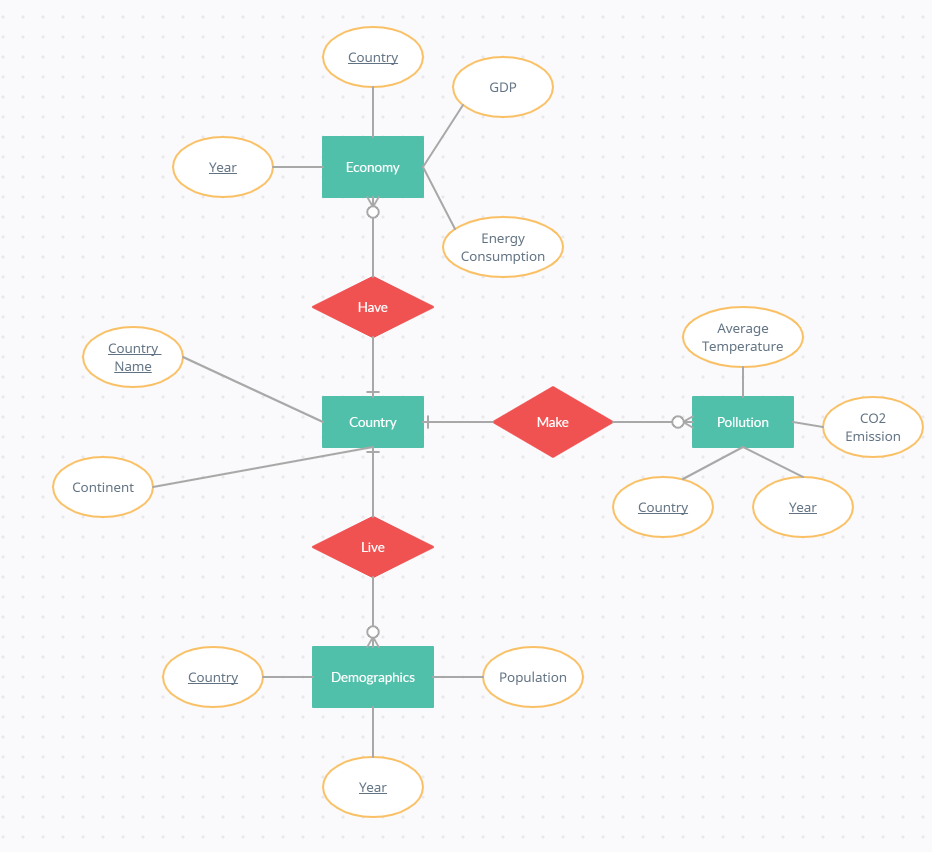 Country
GDP
Year
Economy
Energy
Consumption
Have
Country
Name
Average
Temperature
Country
Make
Pollution
CO2
Emission
Continent
Country
Year
Live
Country
Demographics
Population
Year